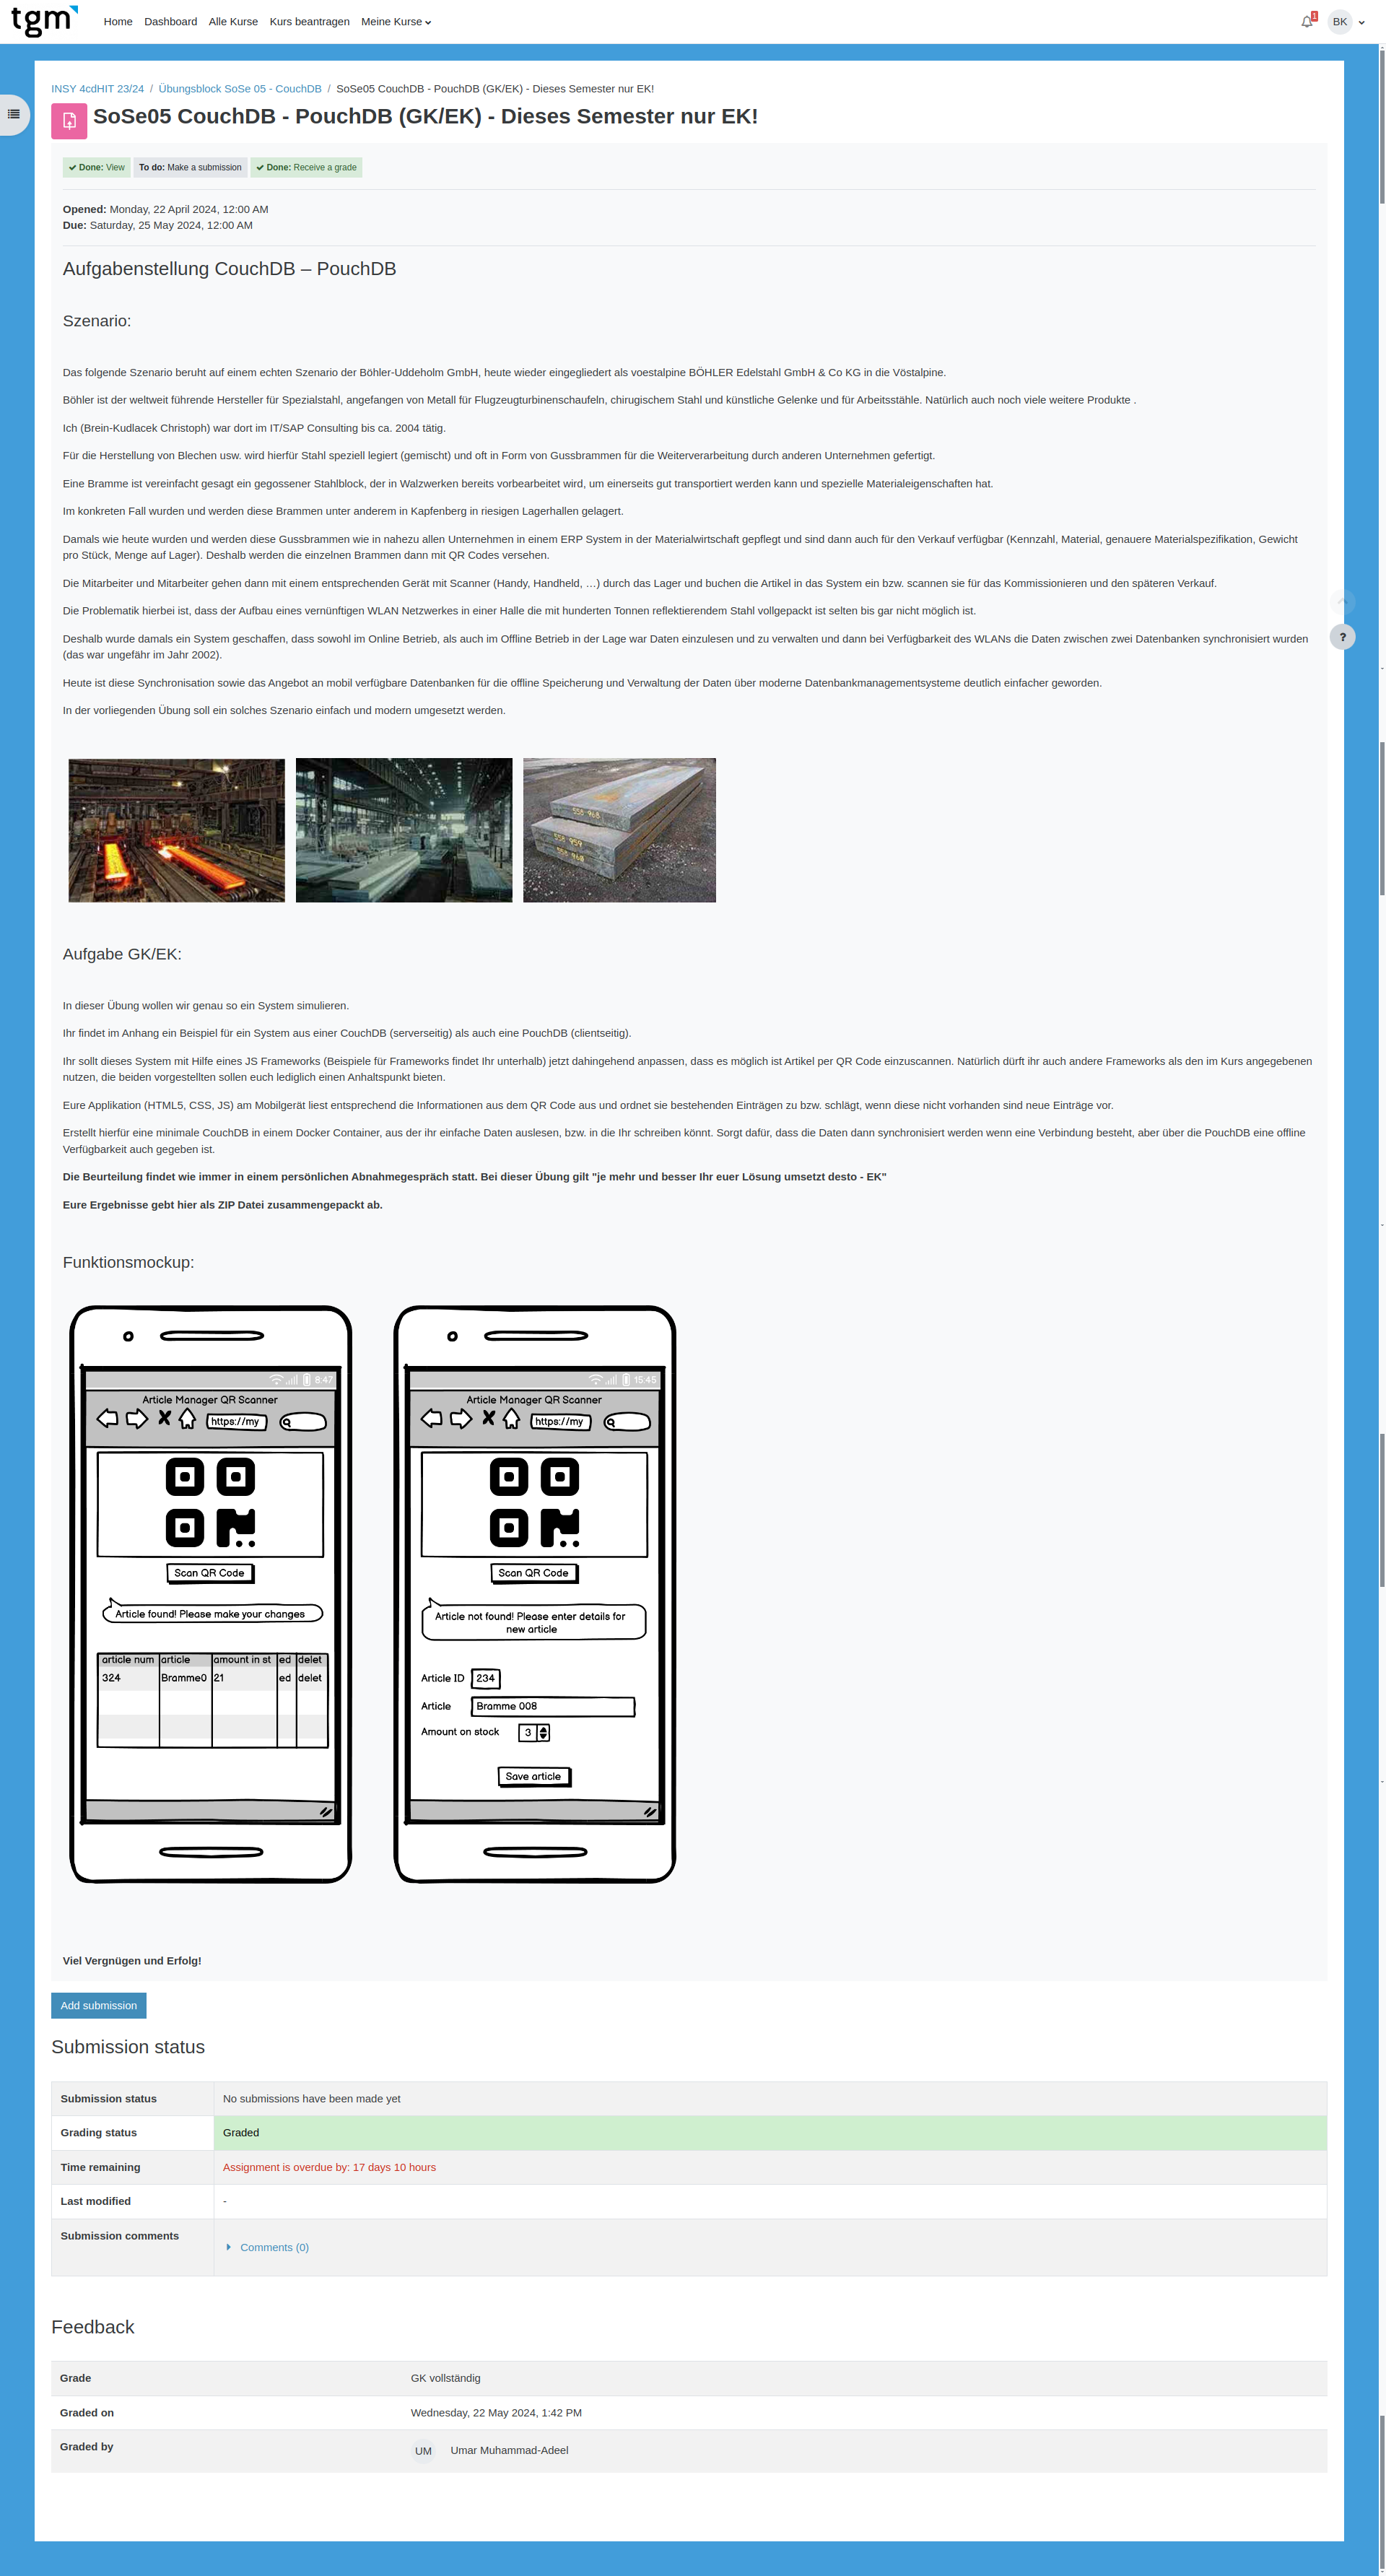 tgm
Home Dashboard Alle Kurse Kurs beantragen Meine Kurse
1
BK
INSY 4cdHIT 23/24 / Übungsblock SoSe 05 - CouchDB / SoSe05 CouchDB - PouchDB (GK/EK) - Dieses Semester nur EK!
SoSe05 CouchDB - PouchDB (GK/EK) - Dieses Semester nur EK!
Done: View To do: Make a submission Done: Receive a grade
Opened: Monday, 22 April 2024, 12:00 AM
Due: Saturday, 25 May 2024, 12:00 AM
Aufgabenstellung CouchDB – PouchDB
Szenario:
Das folgende Szenario beruht auf einem echten Szenario der Böhler-Uddeholm GmbH, heute wieder eingegliedert als voestalpine BÖHLER Edelstahl GmbH & Co KG in die Vöstalpine.
Böhler ist der weltweit führende Hersteller für Spezialstahl, angefangen von Metall für Flugzeugturbinenschaufeln, chirugischem Stahl und künstliche Gelenke und für Arbeitsstähle. Natürlich auch noch viele weitere Produkte .
Ich (Brein-Kudlacek Christoph) war dort im IT/SAP Consulting bis ca. 2004 tätig.
Für die Herstellung von Blechen usw. wird hierfür Stahl speziell legiert (gemischt) und oft in Form von Gussbrammen für die Weiterverarbeitung durch anderen Unternehmen gefertigt.
Eine Bramme ist vereinfacht gesagt ein gegossener Stahlblock, der in Walzwerken bereits vorbearbeitet wird, um einerseits gut transportiert werden kann und spezielle Materialeigenschaften hat.
Im konkreten Fall wurden und werden diese Brammen unter anderem in Kapfenberg in riesigen Lagerhallen gelagert.
Damals wie heute wurden und werden diese Gussbrammen wie in nahezu allen Unternehmen in einem ERP System in der Materialwirtschaft gepflegt und sind dann auch für den Verkauf verfügbar (Kennzahl, Material, genauere Materialspezifikation, Gewicht
pro Stück, Menge auf Lager). Deshalb werden die einzelnen Brammen dann mit QR Codes versehen.
Die Mitarbeiter und Mitarbeiter gehen dann mit einem entsprechenden Gerät mit Scanner (Handy, Handheld, …) durch das Lager und buchen die Artikel in das System ein bzw. scannen sie für das Kommissionieren und den späteren Verkauf.
Die Problematik hierbei ist, dass der Aufbau eines vernünftigen WLAN Netzwerkes in einer Halle die mit hunderten Tonnen reflektierendem Stahl vollgepackt ist selten bis gar nicht möglich ist.
Deshalb wurde damals ein System geschaffen, dass sowohl im Online Betrieb, als auch im Offline Betrieb in der Lage war Daten einzulesen und zu verwalten und dann bei Verfügbarkeit des WLANs die Daten zwischen zwei Datenbanken synchronisiert wurden
(das war ungefähr im Jahr 2002).
?
Heute ist diese Synchronisation sowie das Angebot an mobil verfügbare Datenbanken für die offline Speicherung und Verwaltung der Daten über moderne Datenbankmanagementsysteme deutlich einfacher geworden.
In der vorliegenden Übung soll ein solches Szenario einfach und modern umgesetzt werden.
558 968
558 959
558 960
Aufgabe GK/EK:
In dieser Übung wollen wir genau so ein System simulieren.
Ihr findet im Anhang ein Beispiel für ein System aus einer CouchDB (serverseitig) als auch eine PouchDB (clientseitig).
Ihr sollt dieses System mit Hilfe eines JS Frameworks (Beispiele für Frameworks findet Ihr unterhalb) jetzt dahingehend anpassen, dass es möglich ist Artikel per QR Code einzuscannen. Natürlich dürft ihr auch andere Frameworks als den im Kurs angegebenen
nutzen, die beiden vorgestellten sollen euch lediglich einen Anhaltspunkt bieten.
Eure Applikation (HTML5, CSS, JS) am Mobilgerät liest entsprechend die Informationen aus dem QR Code aus und ordnet sie bestehenden Einträgen zu bzw. schlägt, wenn diese nicht vorhanden sind neue Einträge vor.
Erstellt hierfür eine minimale CouchDB in einem Docker Container, aus der ihr einfache Daten auslesen, bzw. in die Ihr schreiben könnt. Sorgt dafür, dass die Daten dann synchronisiert werden wenn eine Verbindung besteht, aber über die PouchDB eine offline
Verfügbarkeit auch gegeben ist.
Die Beurteilung findet wie immer in einem persönlichen Abnahmegespräch statt. Bei dieser Übung gilt "je mehr und besser Ihr euer Lösung umsetzt desto - EK"
Eure Ergebnisse gebt hier als ZIP Datei zusammengepackt ab.
Funktionsmockup:
8:47
Article Manager QR Scanner
https://my
Scan QR Code
Article found! Please make your changes
article num article amount in st ed delet
324 Bramme0 21 ed delet
15:45
Article Manager QR Scanner
https://my
Scan QR Code
Article not found! Please enter details for
new article
Article ID 234
Article Bramme 008
Amount on stock 3
Save article
Viel Vergnügen und Erfolg!
Add submission
Submission status
Submission status No submissions have been made yet
Grading status Graded
Time remaining Assignment is overdue by: 17 days 10 hours
Last modified -
Submission comments Comments (0)
Feedback
Grade GK vollständig
Graded on Wednesday, 22 May 2024, 1:42 PM
Graded by UM Umar Muhammad-Adeel